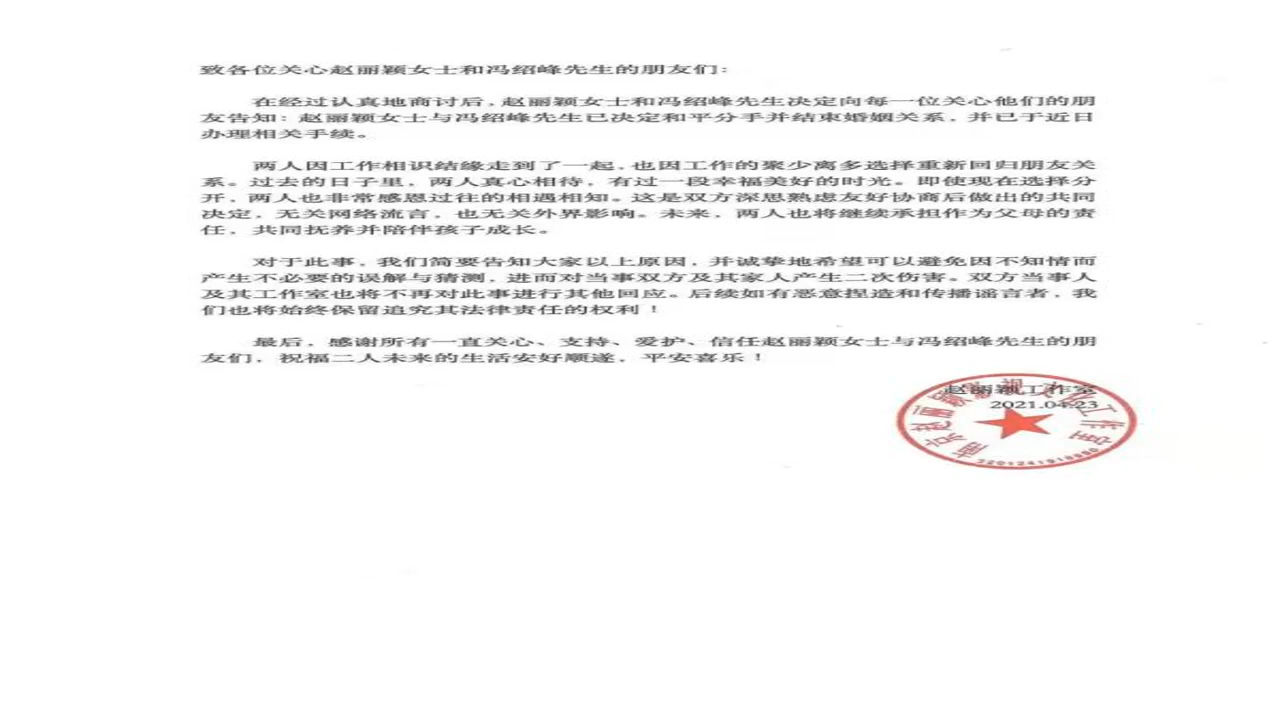 致各位关心赵丽颖女士和冯绍峰先生的朋友们：
在经过认真地商讨后，赵丽颖女士和冯绍峰先生决定向每一位关心他们的朋
友告知：赵丽颖女士与冯绍峰先生已决定和平分手并结束婚姻关系，并已于近日
办理相关手续。
两人因工作相识结缘走到了一起，也因工作的聚少离多选择重新回归朋友关
系。过去的日子里，两人真心相待，有过一段幸福美好的时光。即使现在选择分
开，两人也非常感恩过往的相遇相知。这是双方深思熟虑友好协商后做出的共同
决定，无关网络流言，也无关外界影响。未来，两人也将继续承担作为父母的责
任，共同抚养并陪伴孩子成长。
对于此事，我们简要告知大家以上原因，并诚挚地希望可以避免因不知情而
产生不必要的误解与猜测，进而对当事双方及其家人产生二次伤害。双方当事人
及其工作室也将不再对此事进行其他回应。后续如有恶意捏造和传播谣言者，我
们也将始终保留追究其法律责任的权利！
最后，感谢所有一直关心、支持、爱护、信任赵丽颖女士与冯绍峰先生的朋
友们，祝福二人未来的生活安好顺遂，平安喜乐！
赵丽颖工作室
2021.04.23